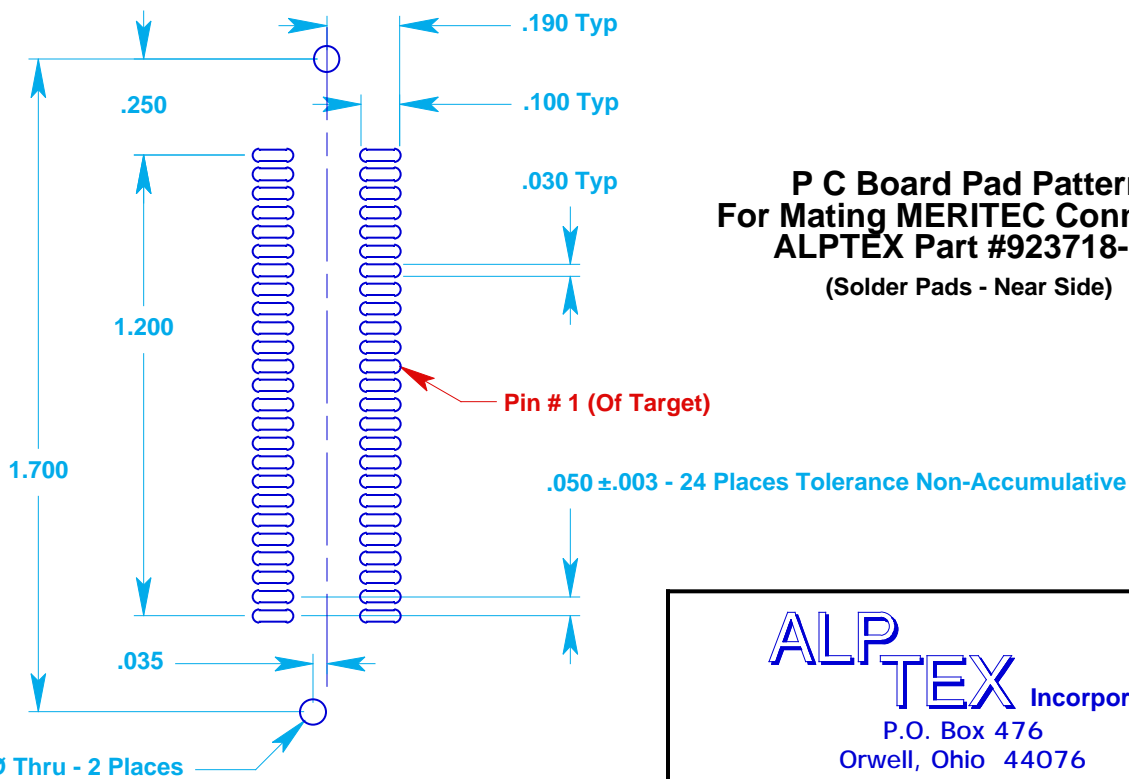 .190 Typ
.250
.100 Typ
.030 Typ
P C Board Pad Pattern
For Mating MERITEC Conn
ALPTEX Part #923718-
(Solder Pads - Near Side)
1.200
Pin # 1 (Of Target)
1.700
.050 ±.003 - 24 Places Tolerance Non-Accumulative
.035
ALP
TEX Incorpor
P.O. Box 476
Orwell, Ohio 44076
Ø Thru - 2 Places